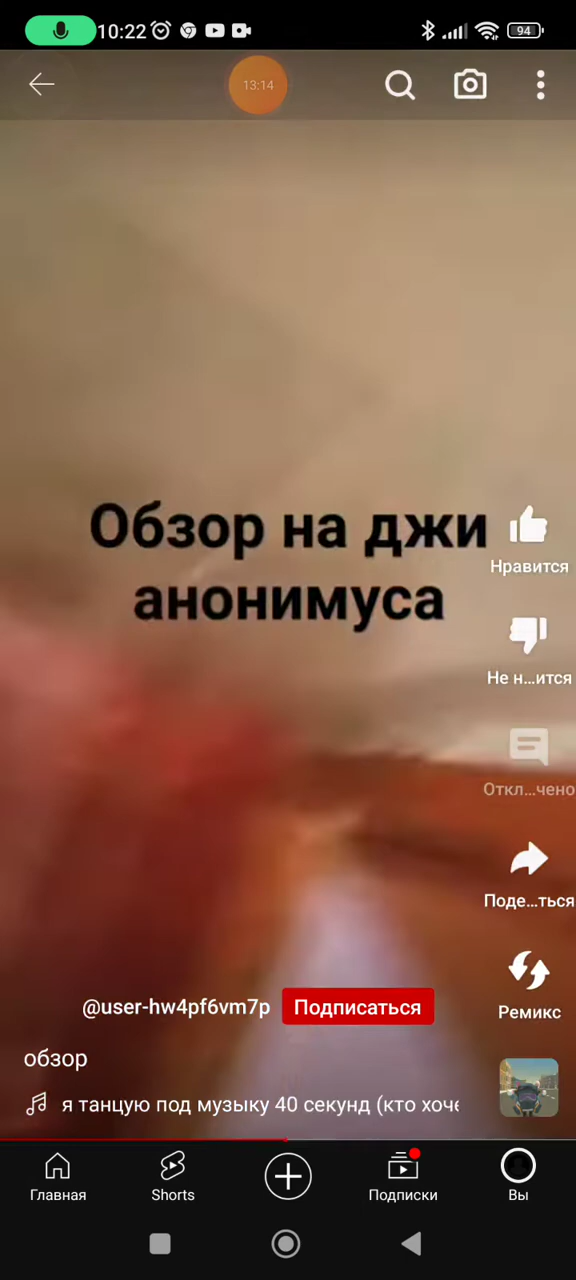 10:22
94
13:14
Обзор на джи
анонимуса
Нравится
Не н...ится
Откл...чено
Поде...ться
Ремикс
@user-hw4pf6vm7p
Подписаться
обзор
я танцую под музыку 40 секунд (кто хоче
Главная
Shorts
Подписки
Вы